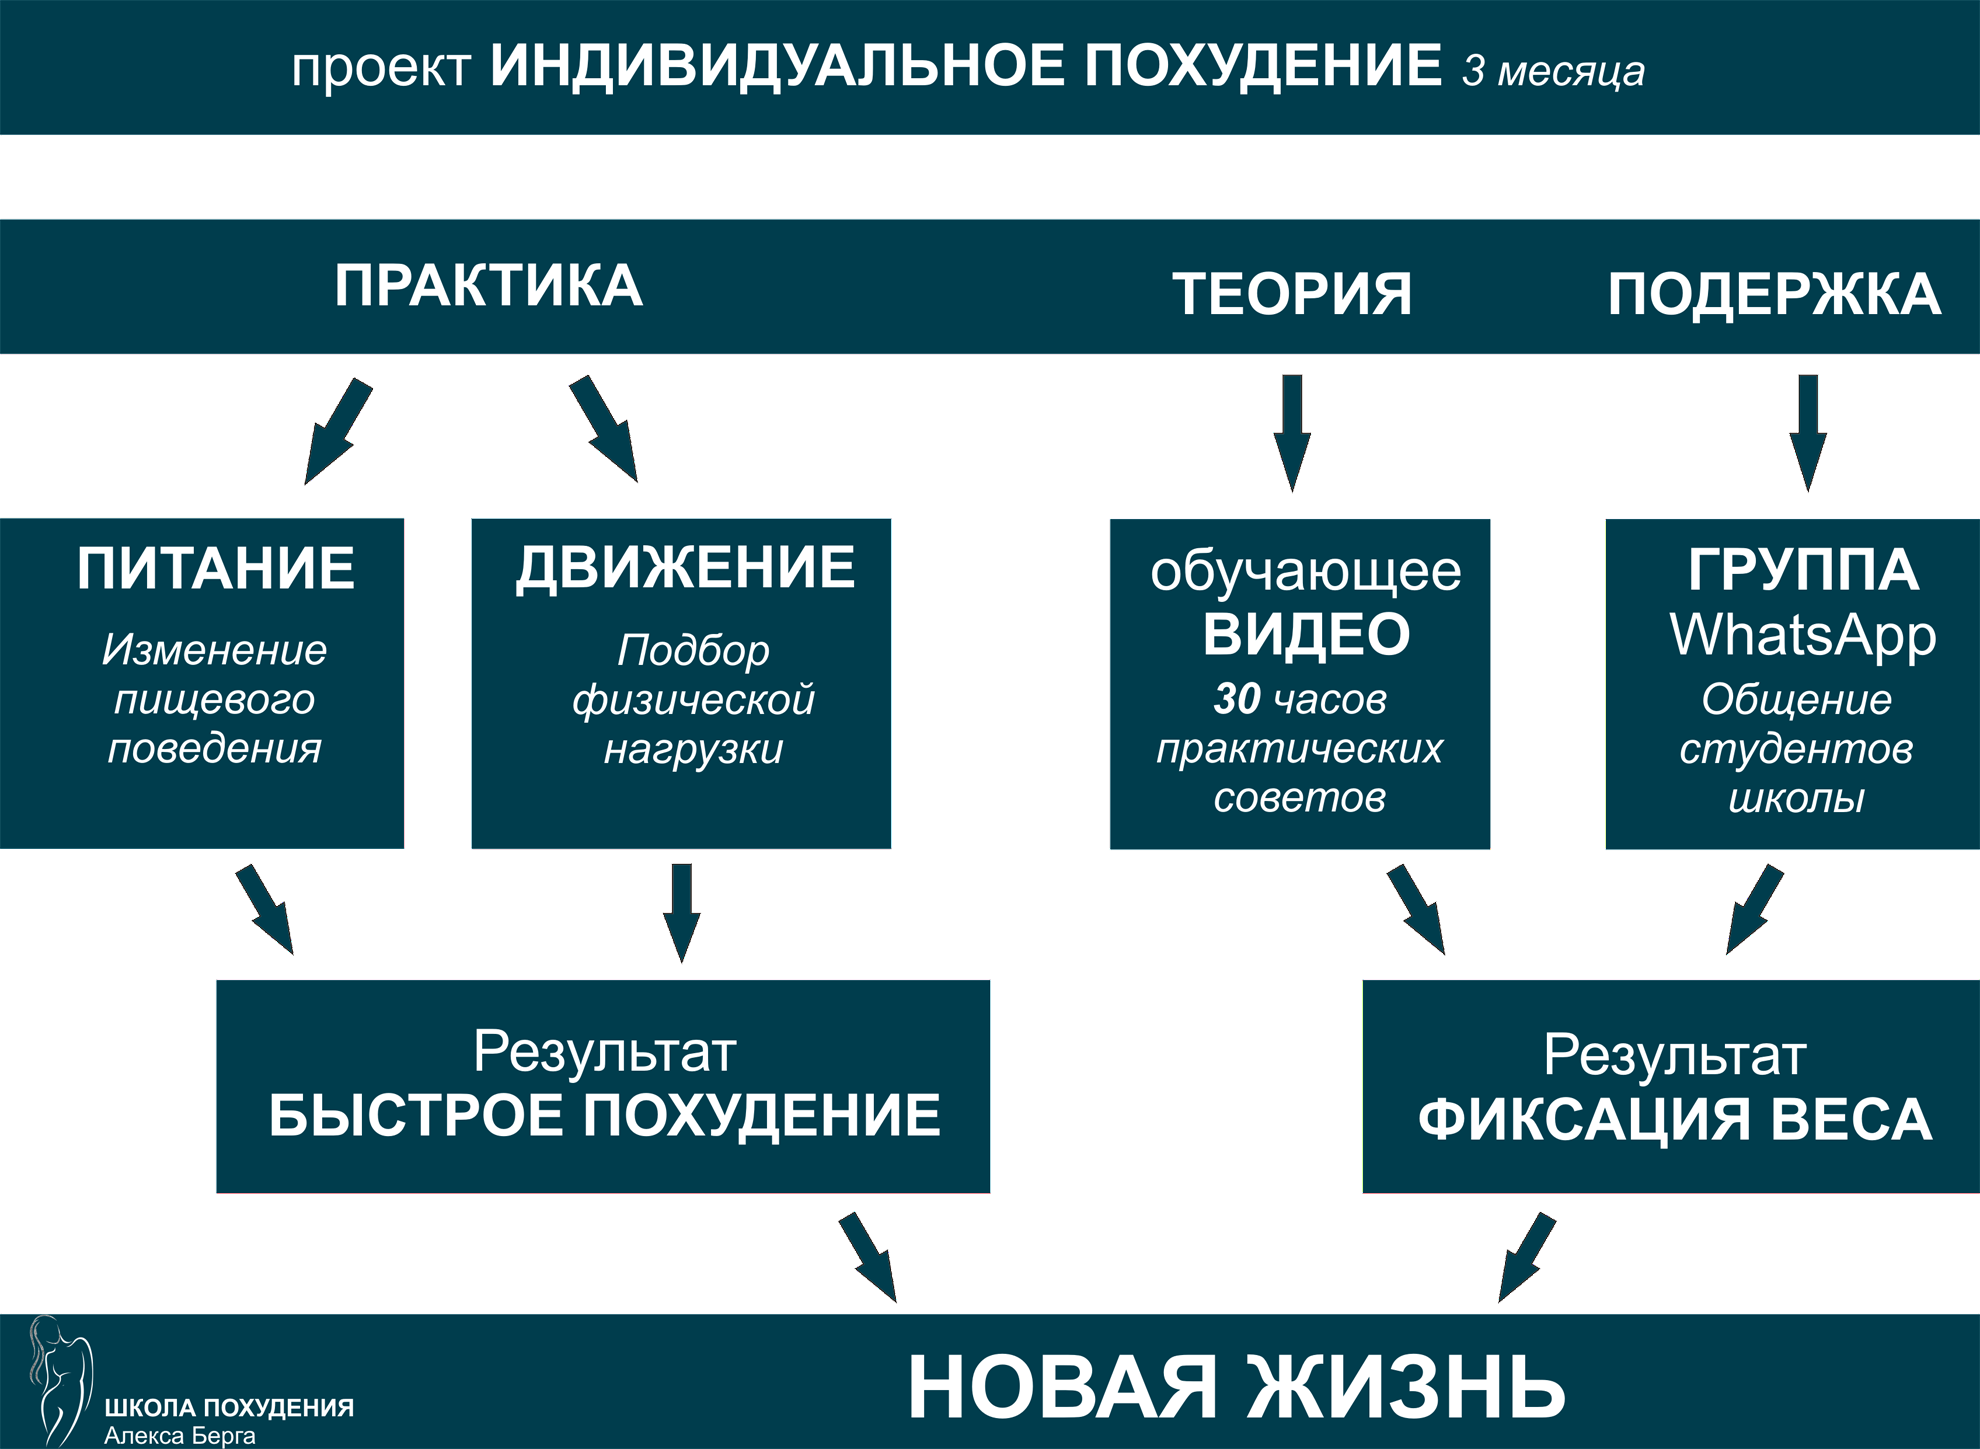 проект ИНДИВИДУАЛЬНОЕ ПОХУДЕНИЕ 3 месяца
ПРАКТИКА
ТЕОРИЯ
ПОДЕРЖКА
ПИТАНИЕ
Изменение
пищевого
поведения
ДВИЖЕНИЕ
Подбор
физической
нагрузки
обучающее
ВИДЕО
30 часов
практических
советов
ГРУППА
WhatsApp
Общение
студентов
школы
Результат
БЫСТРОЕ ПОХУДЕНИЕ
Результат
ФИКСАЦИЯ ВЕСА
НОВАЯ ЖИЗНЬ
ШКОЛА ПОХУДЕНИЯ
Алекса Берга